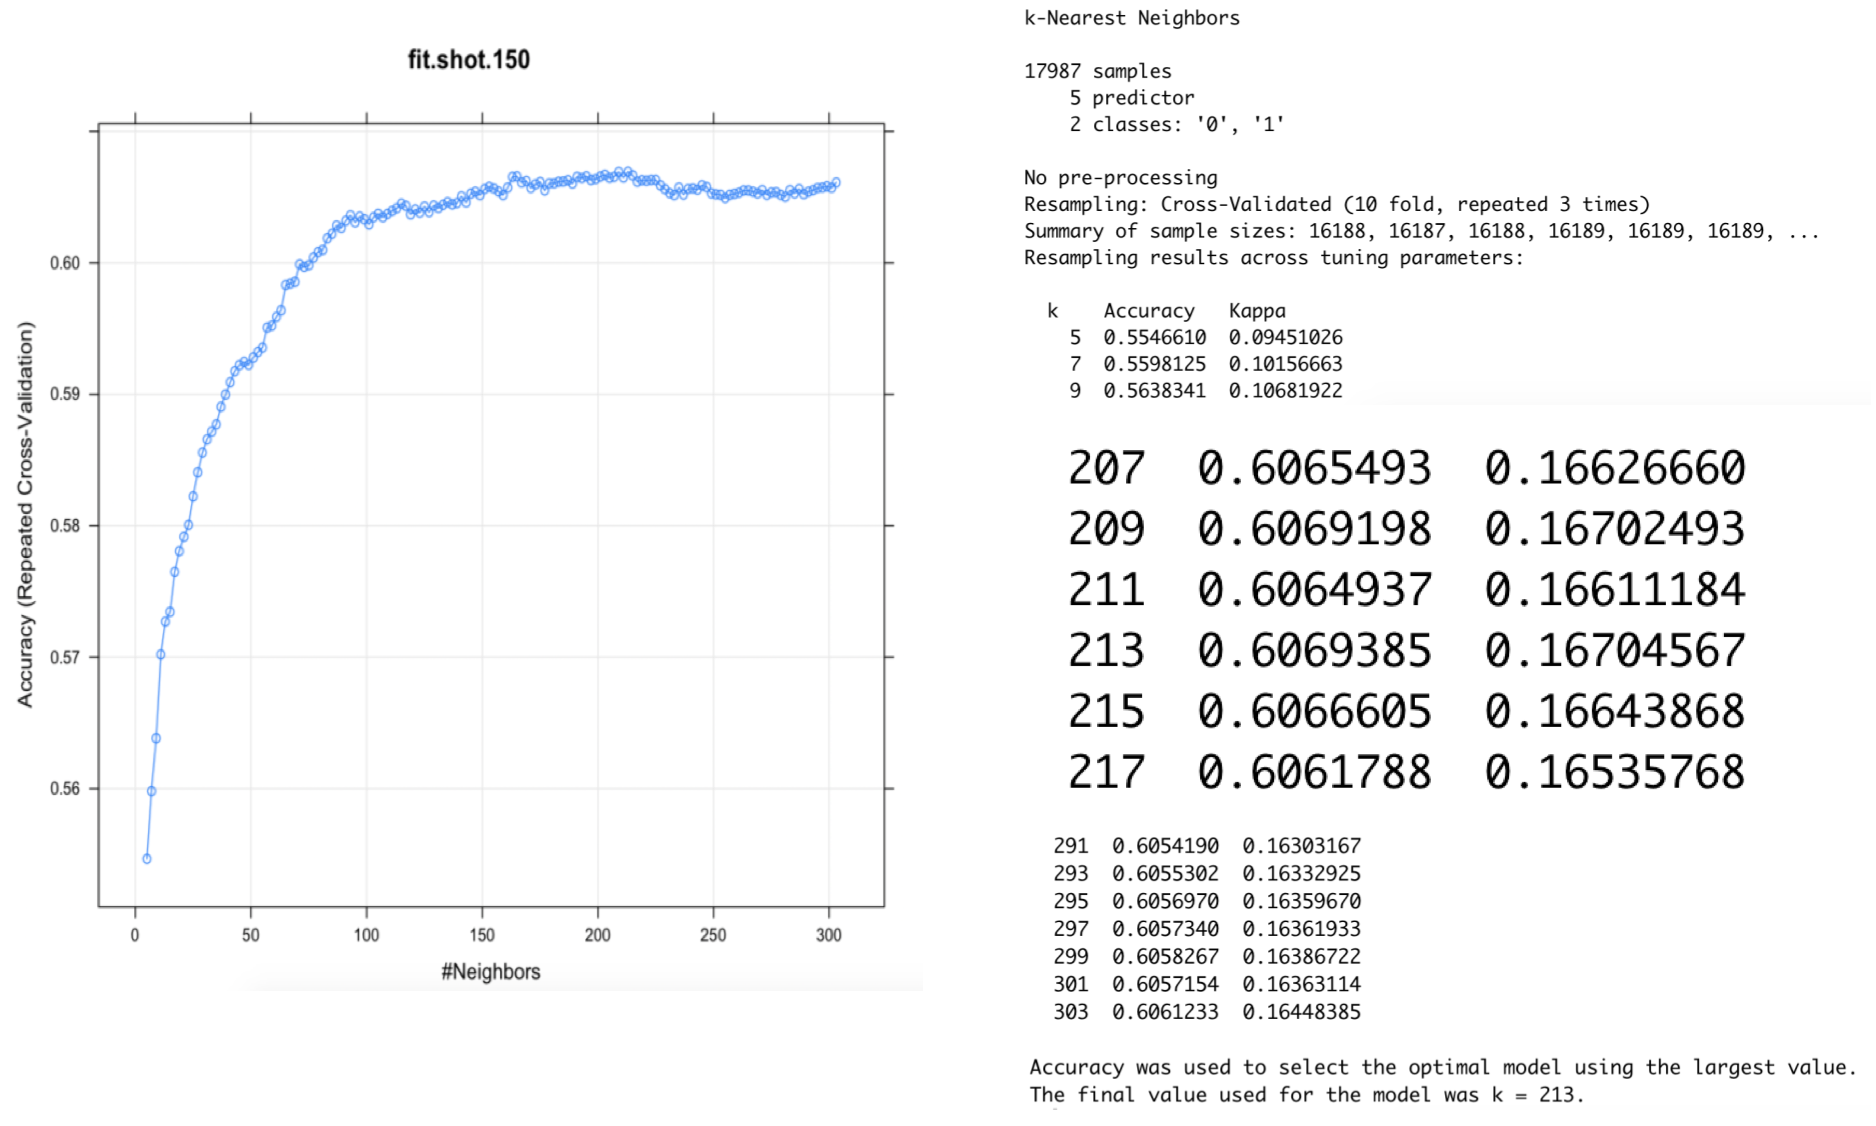 fit.shot.150
Accuracy (Repeated Cross-Validation)
0.60
0.59
0.58
0.57
0.56
0 50 100 150 200 250 300
#Neighbors
k-Nearest Neighbors
17987 samples
5 predictor
2 classes: '0', '1'
No pre-processing
Resampling: Cross-Validated (10 fold, repeated 3 times)
Summary of sample sizes: 16188, 16187, 16188, 16189, 16189, 16189, ...
Resampling results across tuning parameters:
k Accuracy Kappa
5 0.5546610 0.09451026
7 0.5598125 0.10156663
9 0.5638341 0.10681922
207 0.6065493 0.16626660
209 0.6069198 0.16702493
211 0.6064937 0.16611184
213 0.6069385 0.16704567
215 0.6066605 0.16643868
217 0.6061788 0.16535768
291 0.6054190 0.16303167
293 0.6055302 0.16332925
295 0.6056970 0.16359670
297 0.6057340 0.16361933
299 0.6058267 0.16386722
301 0.6057154 0.16363114
303 0.6061233 0.16448385
Accuracy was used to select the optimal model using the largest value.
The final value used for the model was k = 213.